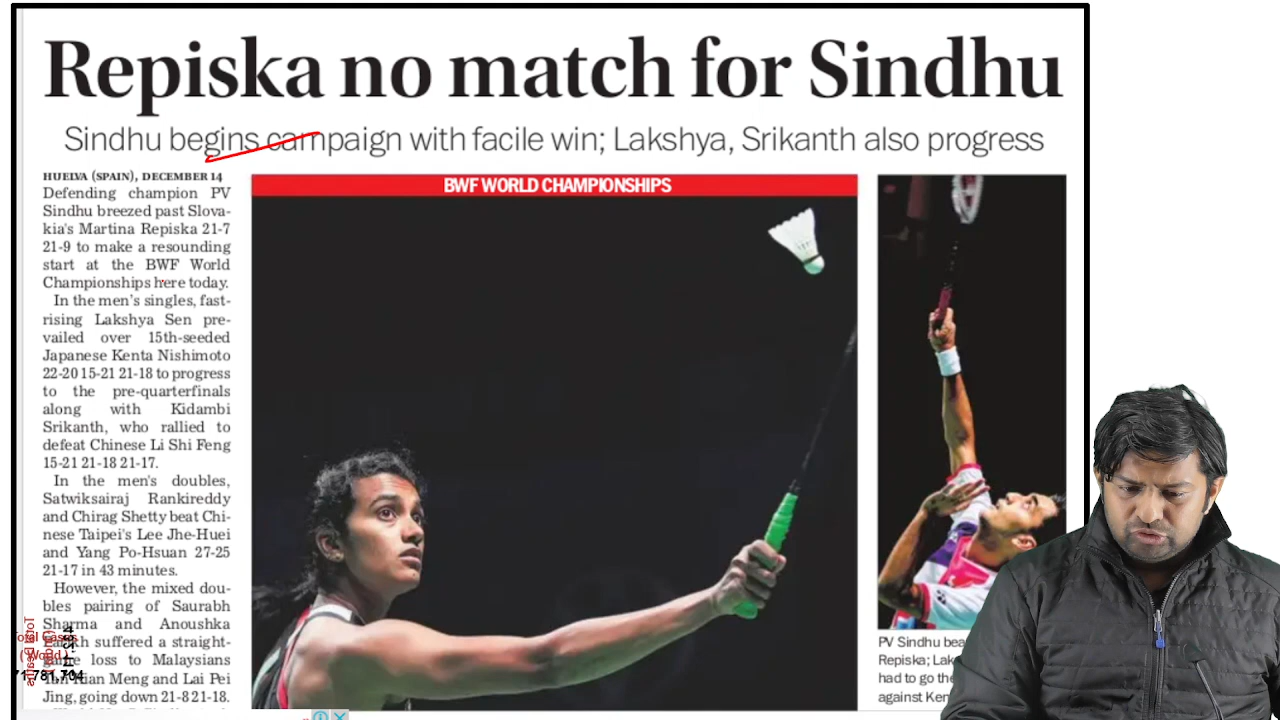 Repiska no match for Sindhu
Sindhu begins campaign with facile win; Lakshya, Srikanth also progress
HUELVA (SPAIN), DECEMBER 14
Defending champion PV
Sindhu breezed past Slova-
kia's Martina Repiska 21-7
21-9 to make a resounding
start at the BWF World
Championships here today.
In the men's singles, fast-
rising Lakshya Sen pre-
vailed over 15th-seeded
Japanese Kenta Nishimoto
22-20 15-21 21-18 to progress
to the pre-quarterfinals
along with Kidambi
Srikanth, who rallied to
defeat Chinese Li Shi Feng
15-21 21-18 21-17.
In the men's doubles,
Satwiksairaj Rankireddy
and Chirag Shetty beat Chi-
nese Taipei's Lee Jhe-Huei
and Yang Po-Hsuan 27-25
21-17 in 43 minutes.
However, the mixed dou-
bles pairing of Saurabh
Sharma and Anoushka
suffered a straight-
game loss to Malaysians
Tan Kian Meng and Lai Pei
Jing, going down 21-8 21-18.
BWF WORLD CHAMPIONSHIPS
PV Sindhu bea
Repiska; Lak
had to go the
against Ken